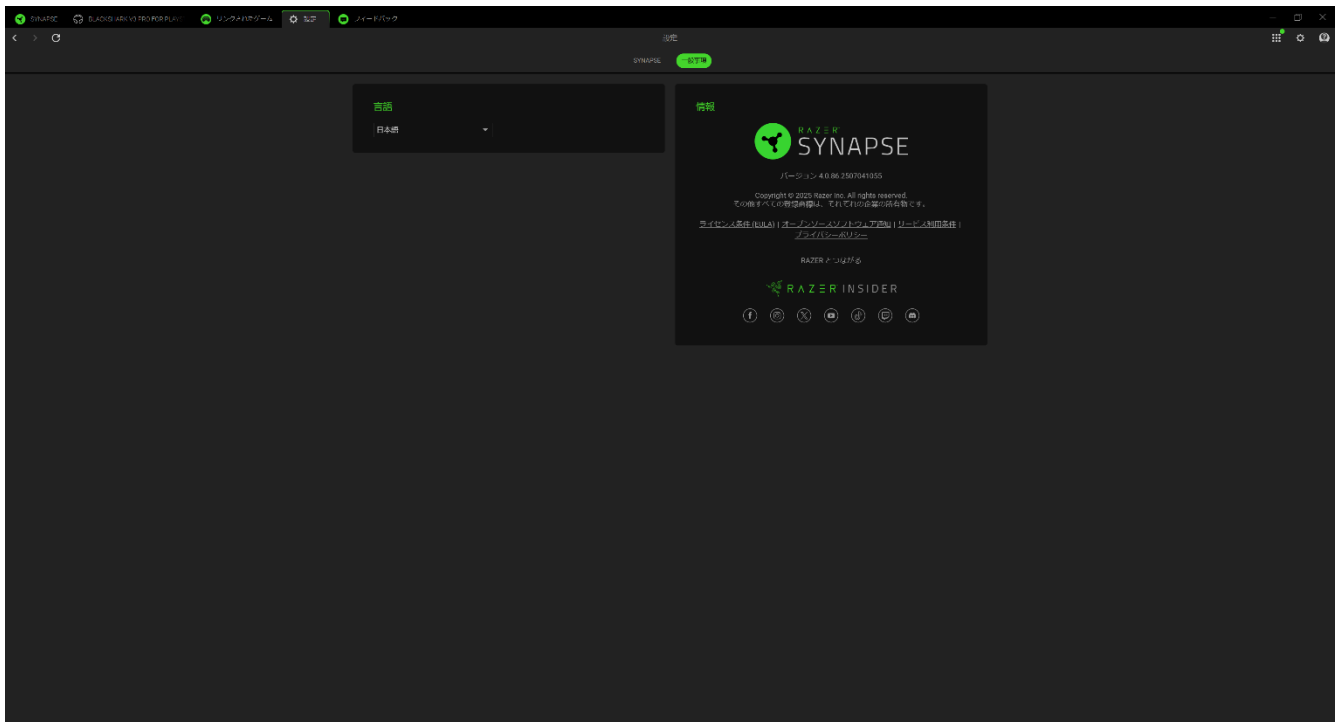 SYNAPSE
BLACKSHARK V3 PRO FOR PLAY
リンクされたゲーム
設定
フィードバック
設定
SYNAPSE
一般事項
言語
日本語
情報
RAZER
SYNAPSE
バージョン 4.0.86.2507041055
Copyright © 2025 Razer Inc. All rights reserved.
その他すべての登録商標は、それぞれの企業の所有物です。
ライセンス条件 (EULA) | オープンソースソフトウェア通知 | サービス利用条件 |
プライバシーポリシー
RAZER とつながる
RAZER INSIDER